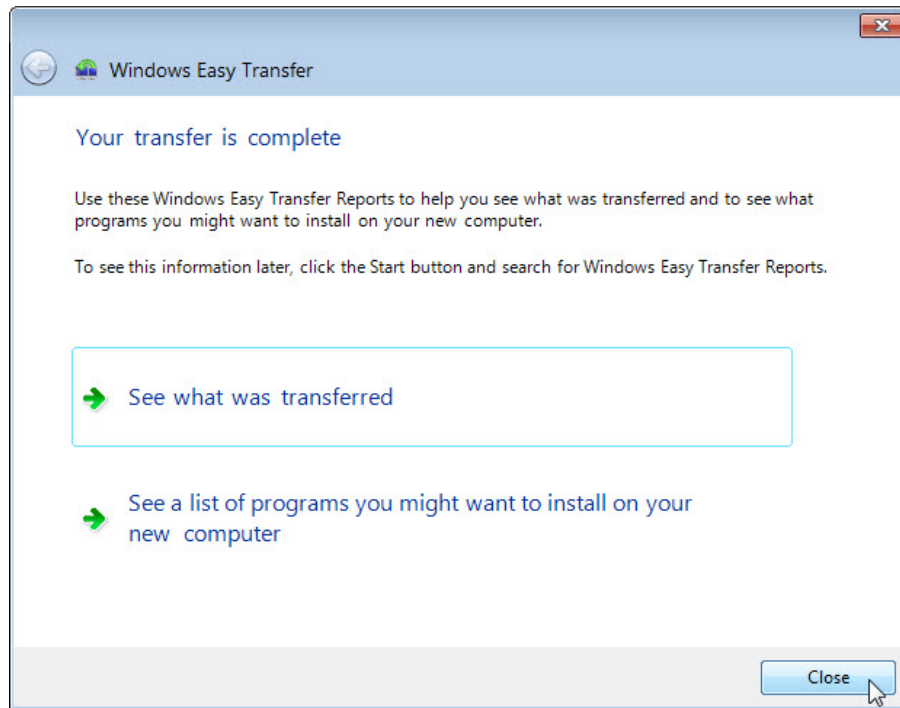 Windows Easy Transfer
Your transfer is complete
Use these Windows Easy Transfer Reports to help you see what was transferred and to see what
programs you might want to install on your new computer.
To see this information later, click the Start button and search for Windows Easy Transfer Reports.
See what was transferred
See a list of programs you might want to install on your
new computer
Close